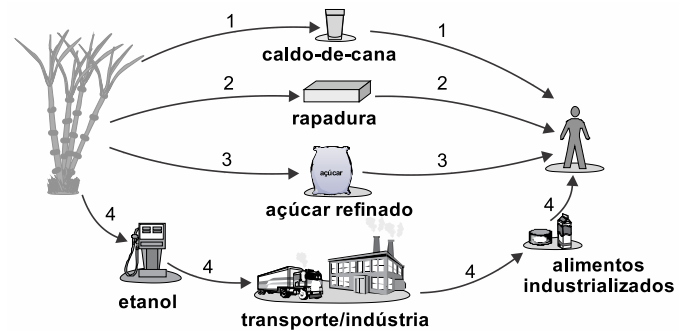 1
1
caldo-de-cana
2
2
rapadura
3
3
açúcar
açúcar refinado
4
4
etanol
4
transporte/indústria
4
4
alimentos
industrializados